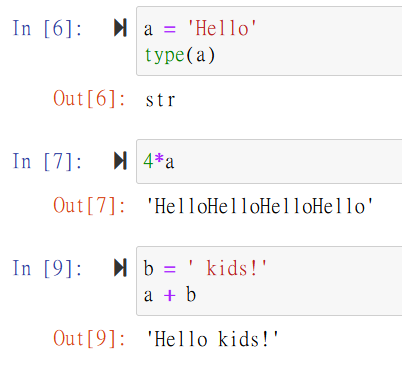 In [6]: a = 'Hello'
type(a)
Out[6]: str
In [7]: 4*a
Out[7]: 'HelloHelloHelloHello'
In [9]: b = ' kids!'
a + b
Out[9]: 'Hello kids!'